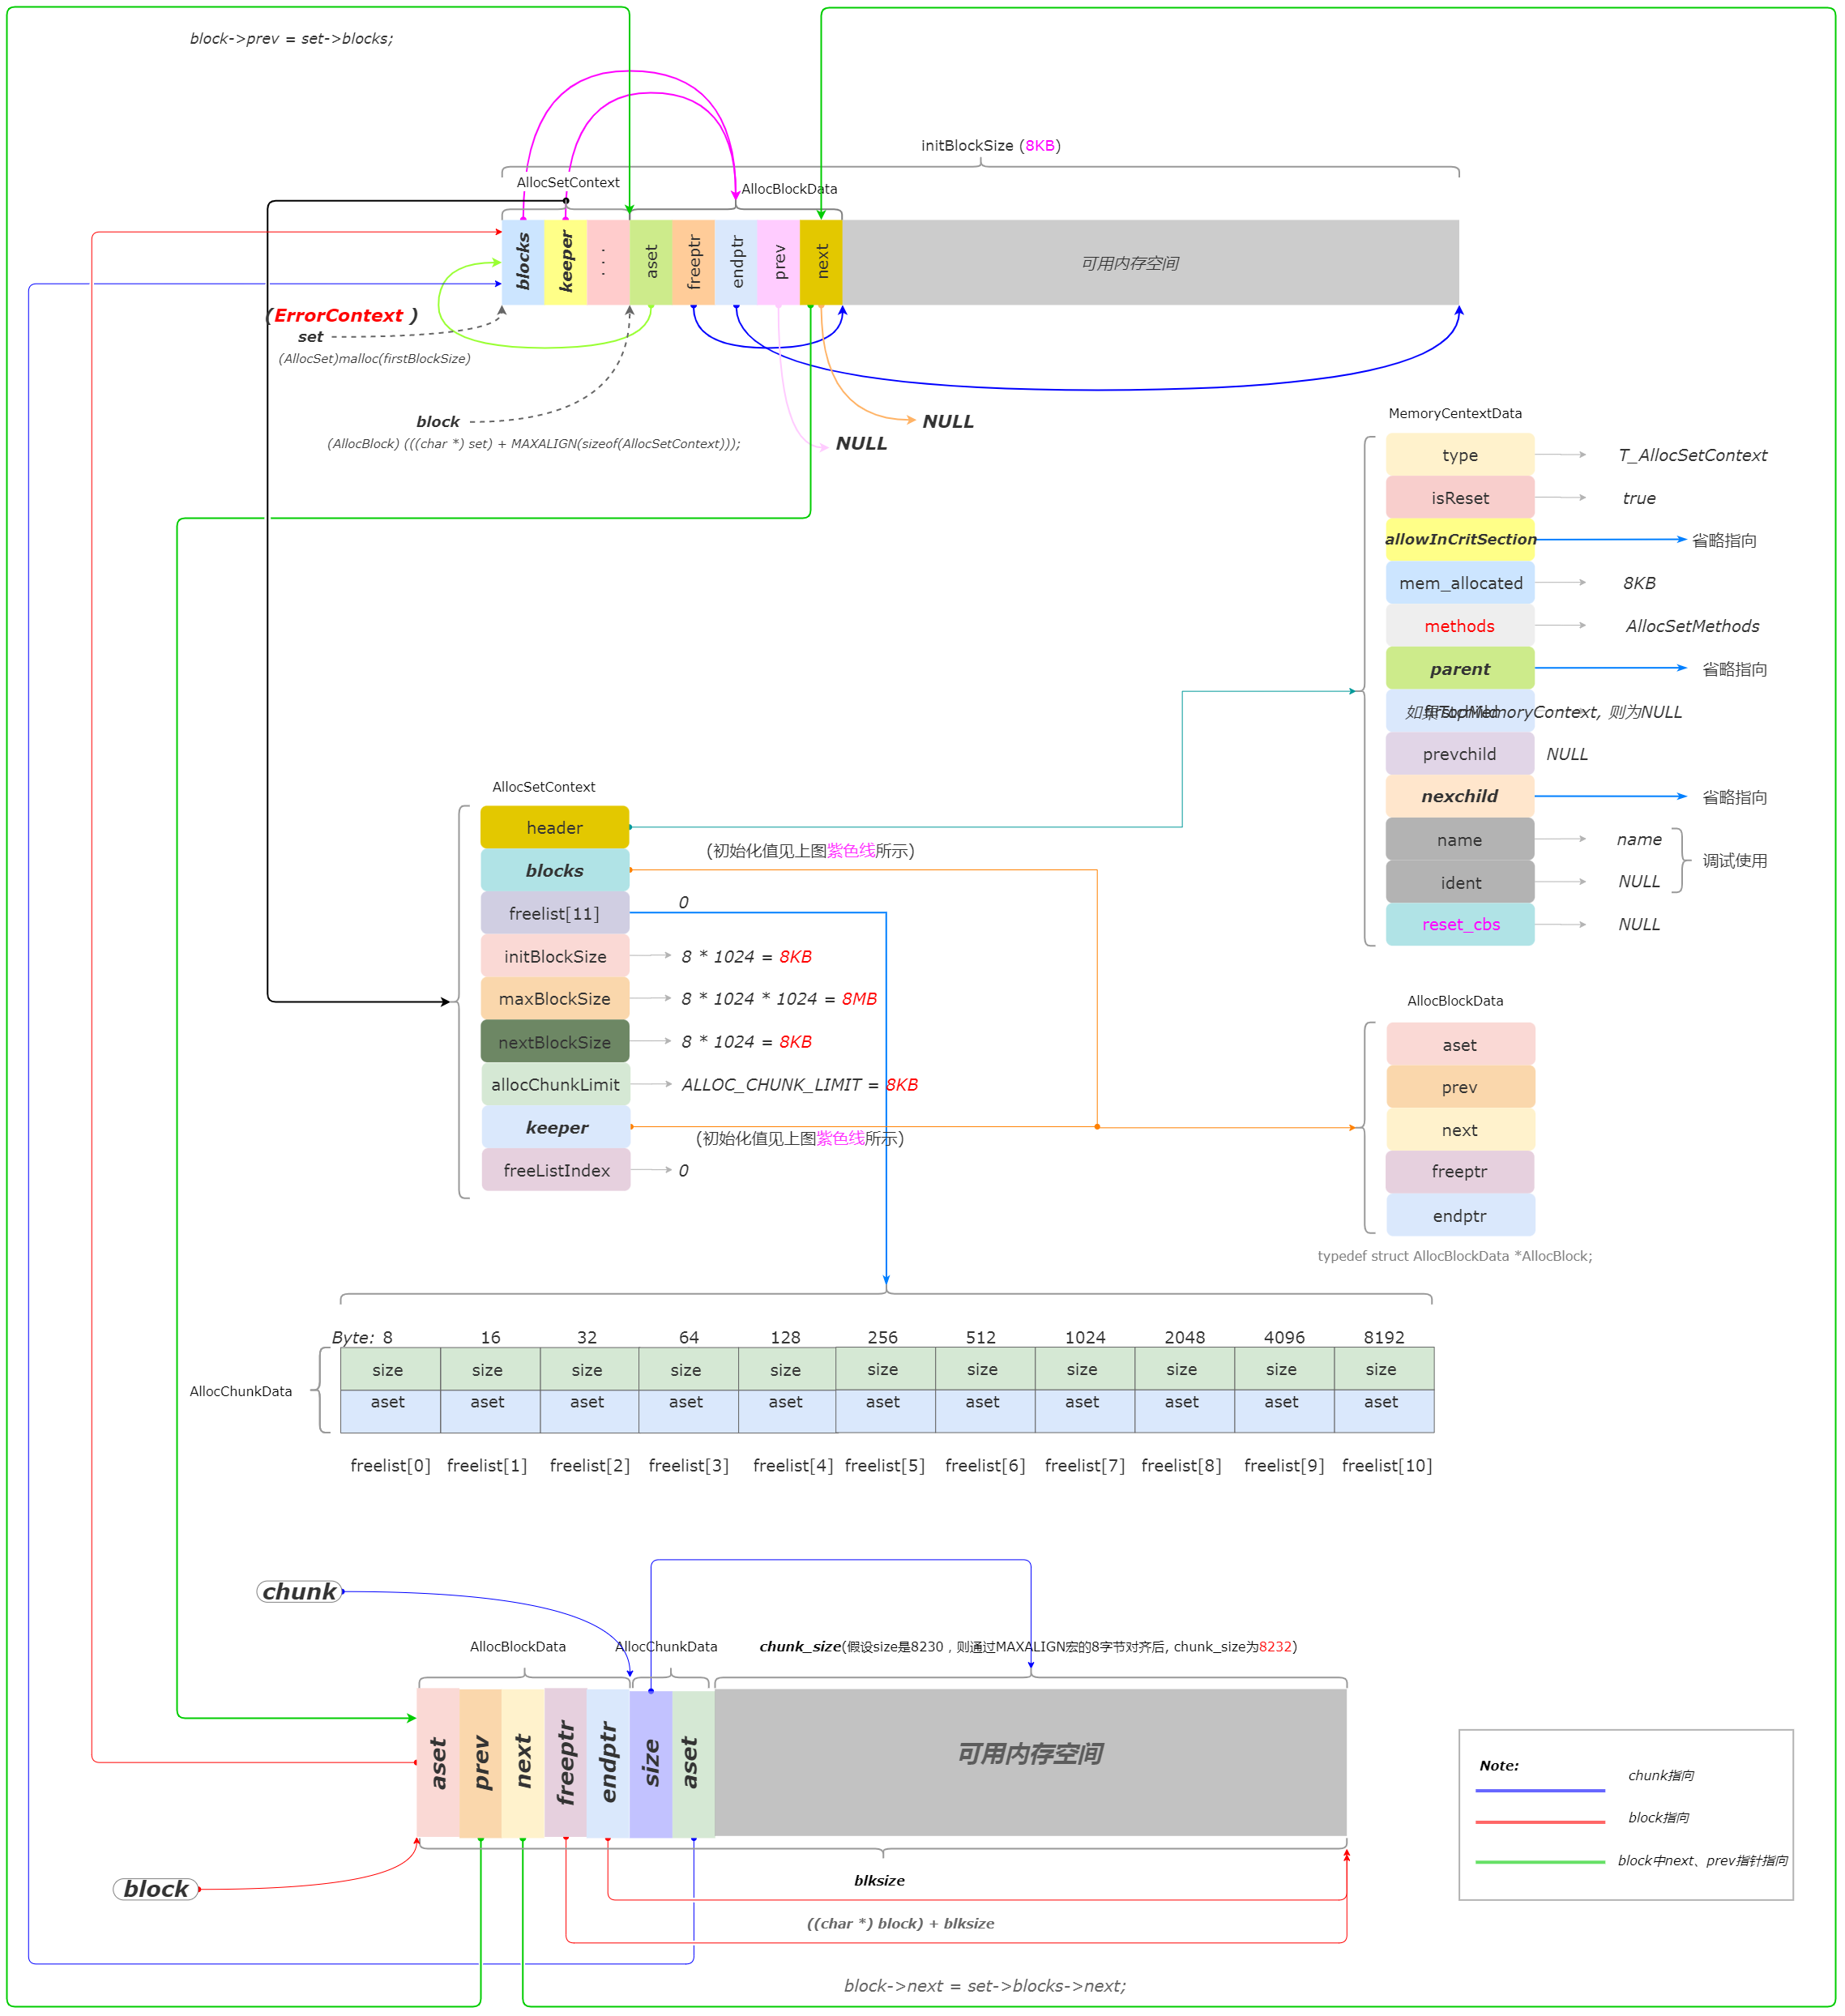 block->prev = set->blocks;
initBlockSize (8KB)
AllocSetContext
AllocBlockData
blocks
keeper
. . .
aset
freeptr
endptr
prev
next
可用内存空间
(ErrorContext )
set
(AllocSet)malloc(firstBlockSize)
block
(AllocBlock) (((char *) set) + MAXALIGN(sizeof(AllocSetContext)));
NULL
NULL
MemoryCentextData
type
T_AllocSetContext
isReset
true
allowInCritSection
省略指向
mem_allocated
8KB
methods
AllocSetMethods
parent
省略指向
firstchild
如果TopMemoryContext, 则为NULL
prevchild
NULL
nexchild
省略指向
name
name
ident
NULL
调试使用
reset_cbs
NULL
AllocSetContext
header
(初始化值见上图紫色线所示)
blocks
freelist[11]
0
initBlockSize
8 * 1024 = 8KB
maxBlockSize
8 * 1024 * 1024 = 8MB
nextBlockSize
8 * 1024 = 8KB
allocChunkLimit
ALLOC_CHUNK_LIMIT = 8KB
keeper
(初始化值见上图紫色线所示)
freeListIndex
0
AllocBlockData
aset
prev
next
freeptr
endptr
typedef struct AllocBlockData *AllocBlock;
Byte: 8 16 32 64 128 256 512 1024 2048 4096 8192
size size size size size size size size size size size
AllocChunkData
aset aset aset aset aset aset aset aset aset aset aset
freelist[0] freelist[1] freelist[2] freelist[3] freelist[4] freelist[5] freelist[6] freelist[7] freelist[8] freelist[9] freelist[10]
chunk
AllocBlockData
AllocChunkData
chunk_size(假设size是8230，则通过MAXALIGN宏的8字节对齐后, chunk_size为8232)
aset
prev
next
freeptr
endptr
size
aset
可用内存空间
block
blksize
((char *) block) + blksize
block->next = set->blocks->next;
Note:
chunk指向
block指向
block中next、prev指针指向